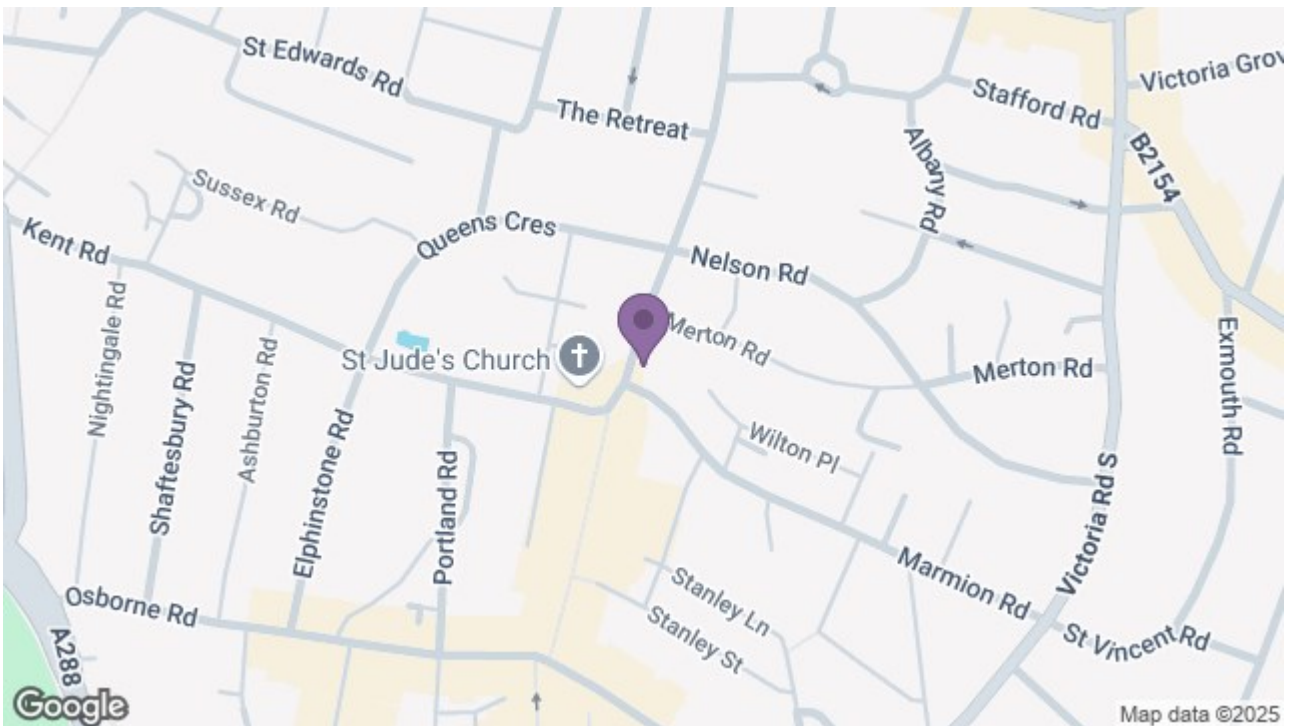 St Edwards Rd
The Retreat
Stafford Rd
Victoria Grov
B2154
Albany Rd
Sussex Rd
Queens Cres
Kent Rd
Nelson Rd
Nightingale Rd
Merton Rd
St Jude's Church
Merton Rd
Exmouth Rd
Shaftesbury Rd
Ashburton Rd
Elphinstone Rd
Portland Rd
Wilton Pl
Victoria Rd S
Marmion Rd
Osborne Rd
Stanley Ln
Stanley St
St Vincent Rd
A288
Google
Map data ©2025